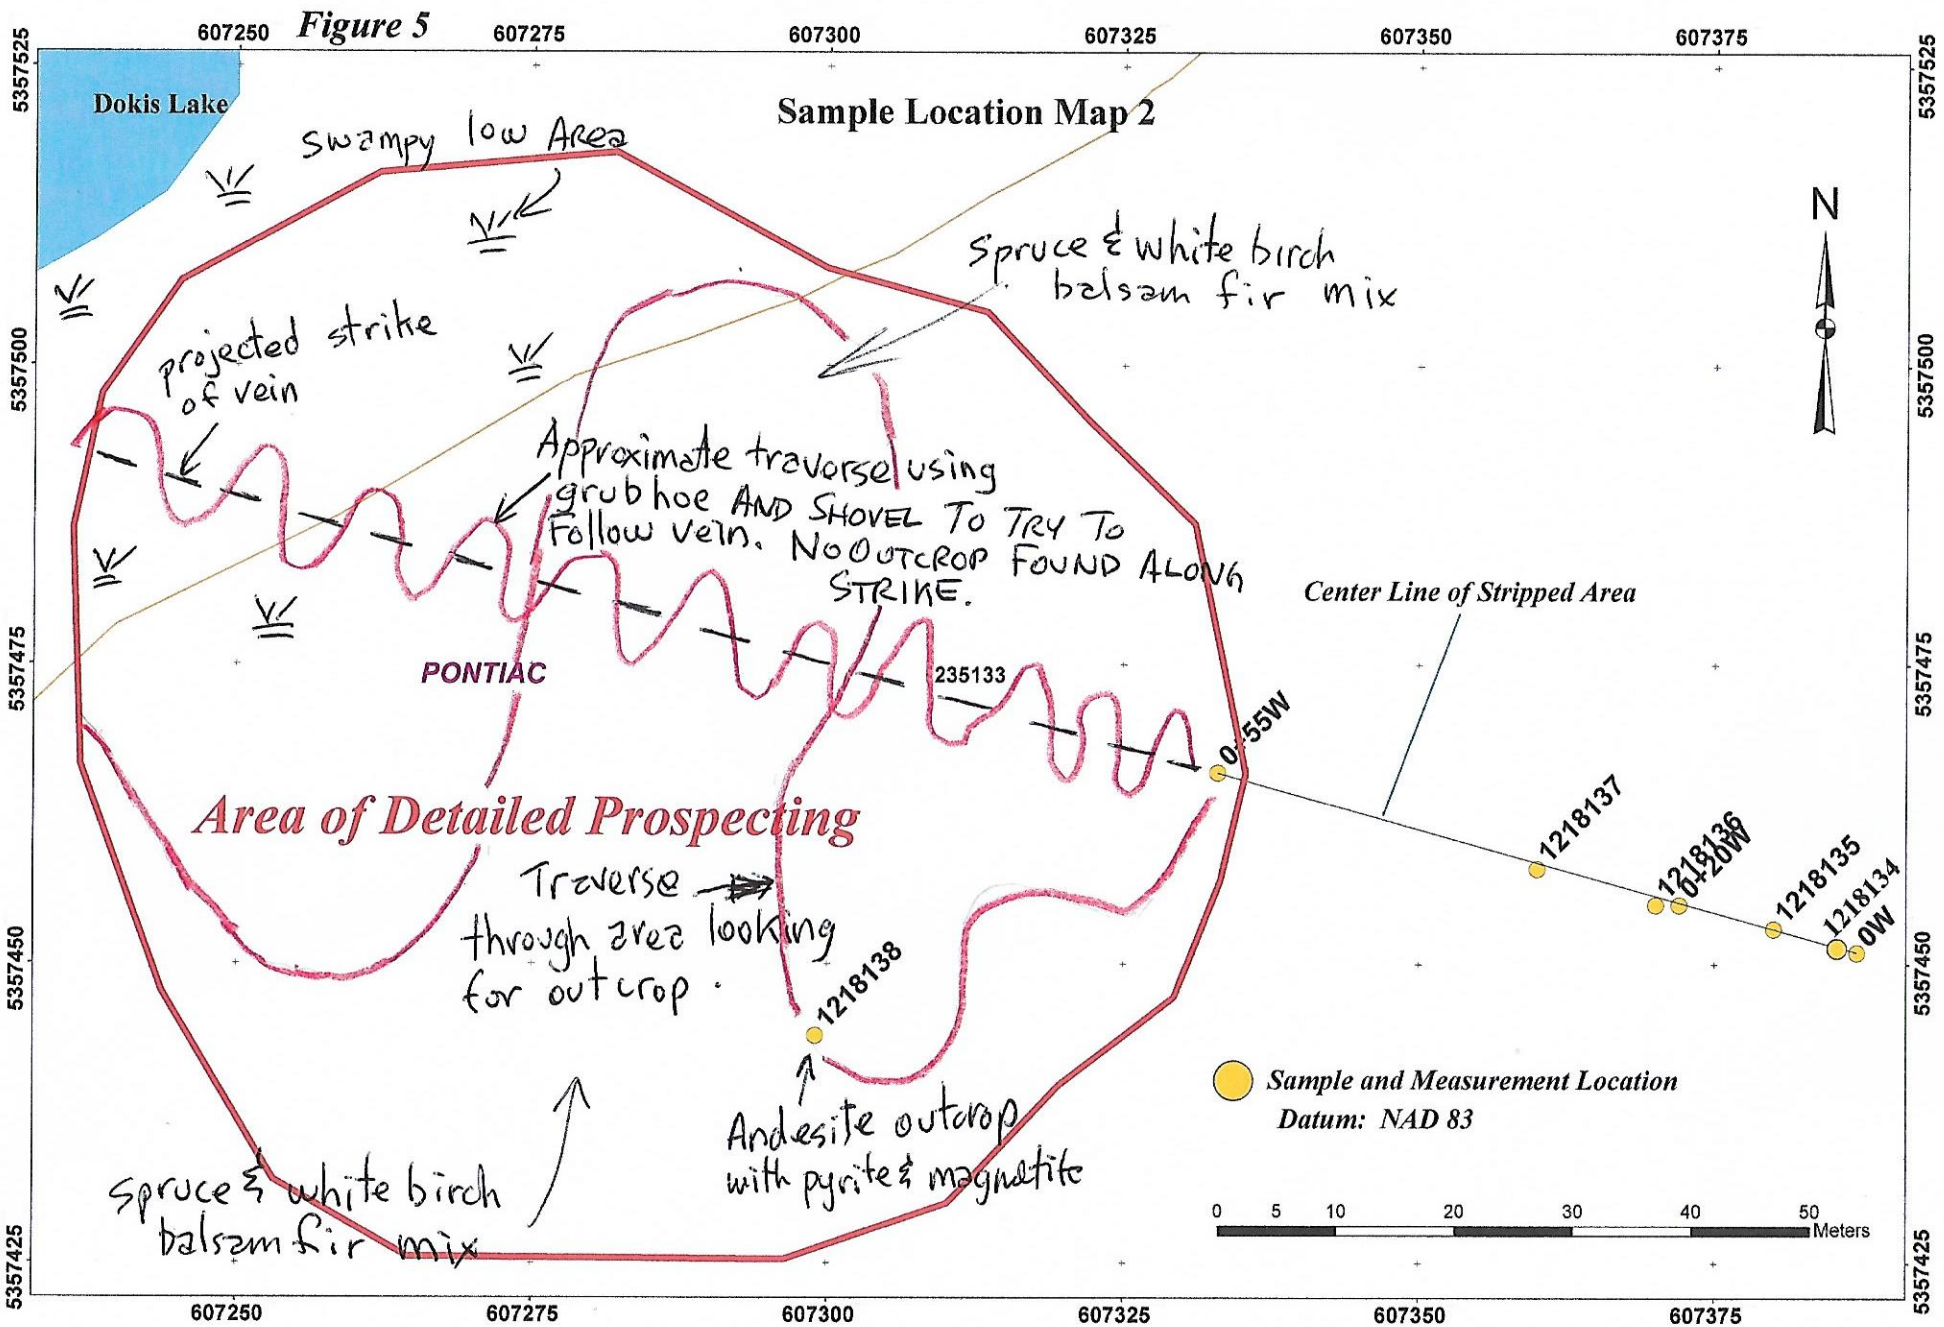 Figure 5
607250 607275 607300 607325 607350 607375
5357525
5357525
Dokis Lake
Sample Location Map 2
swampy low Area
N
Spruce & white birch
balsam fir mix
projected strike
of vein
5357500
5357500
Approximate traverse using
grub hoe AND SHOVEL TO TRY TO
Follow vein. NO OUTCROP FOUND ALONG
STRIKE.
Center Line of Stripped Area
5357475
5357475
PONTIAC
235133
0+55W
Area of Detailed Prospecting
1218137
1218136
0+20W
1218135
1218134
0W
Traverse
through area looking
for outcrop.
5357450
5357450
1218138
Sample and Measurement Location
Datum: NAD 83
Andesite outcrop
with pyrite & magnetite
spruce & white birch
balsam fir mix
0 5 10 20 30 40 50
Meters
5357425
5357425
607250 607275 607300 607325 607350 607375